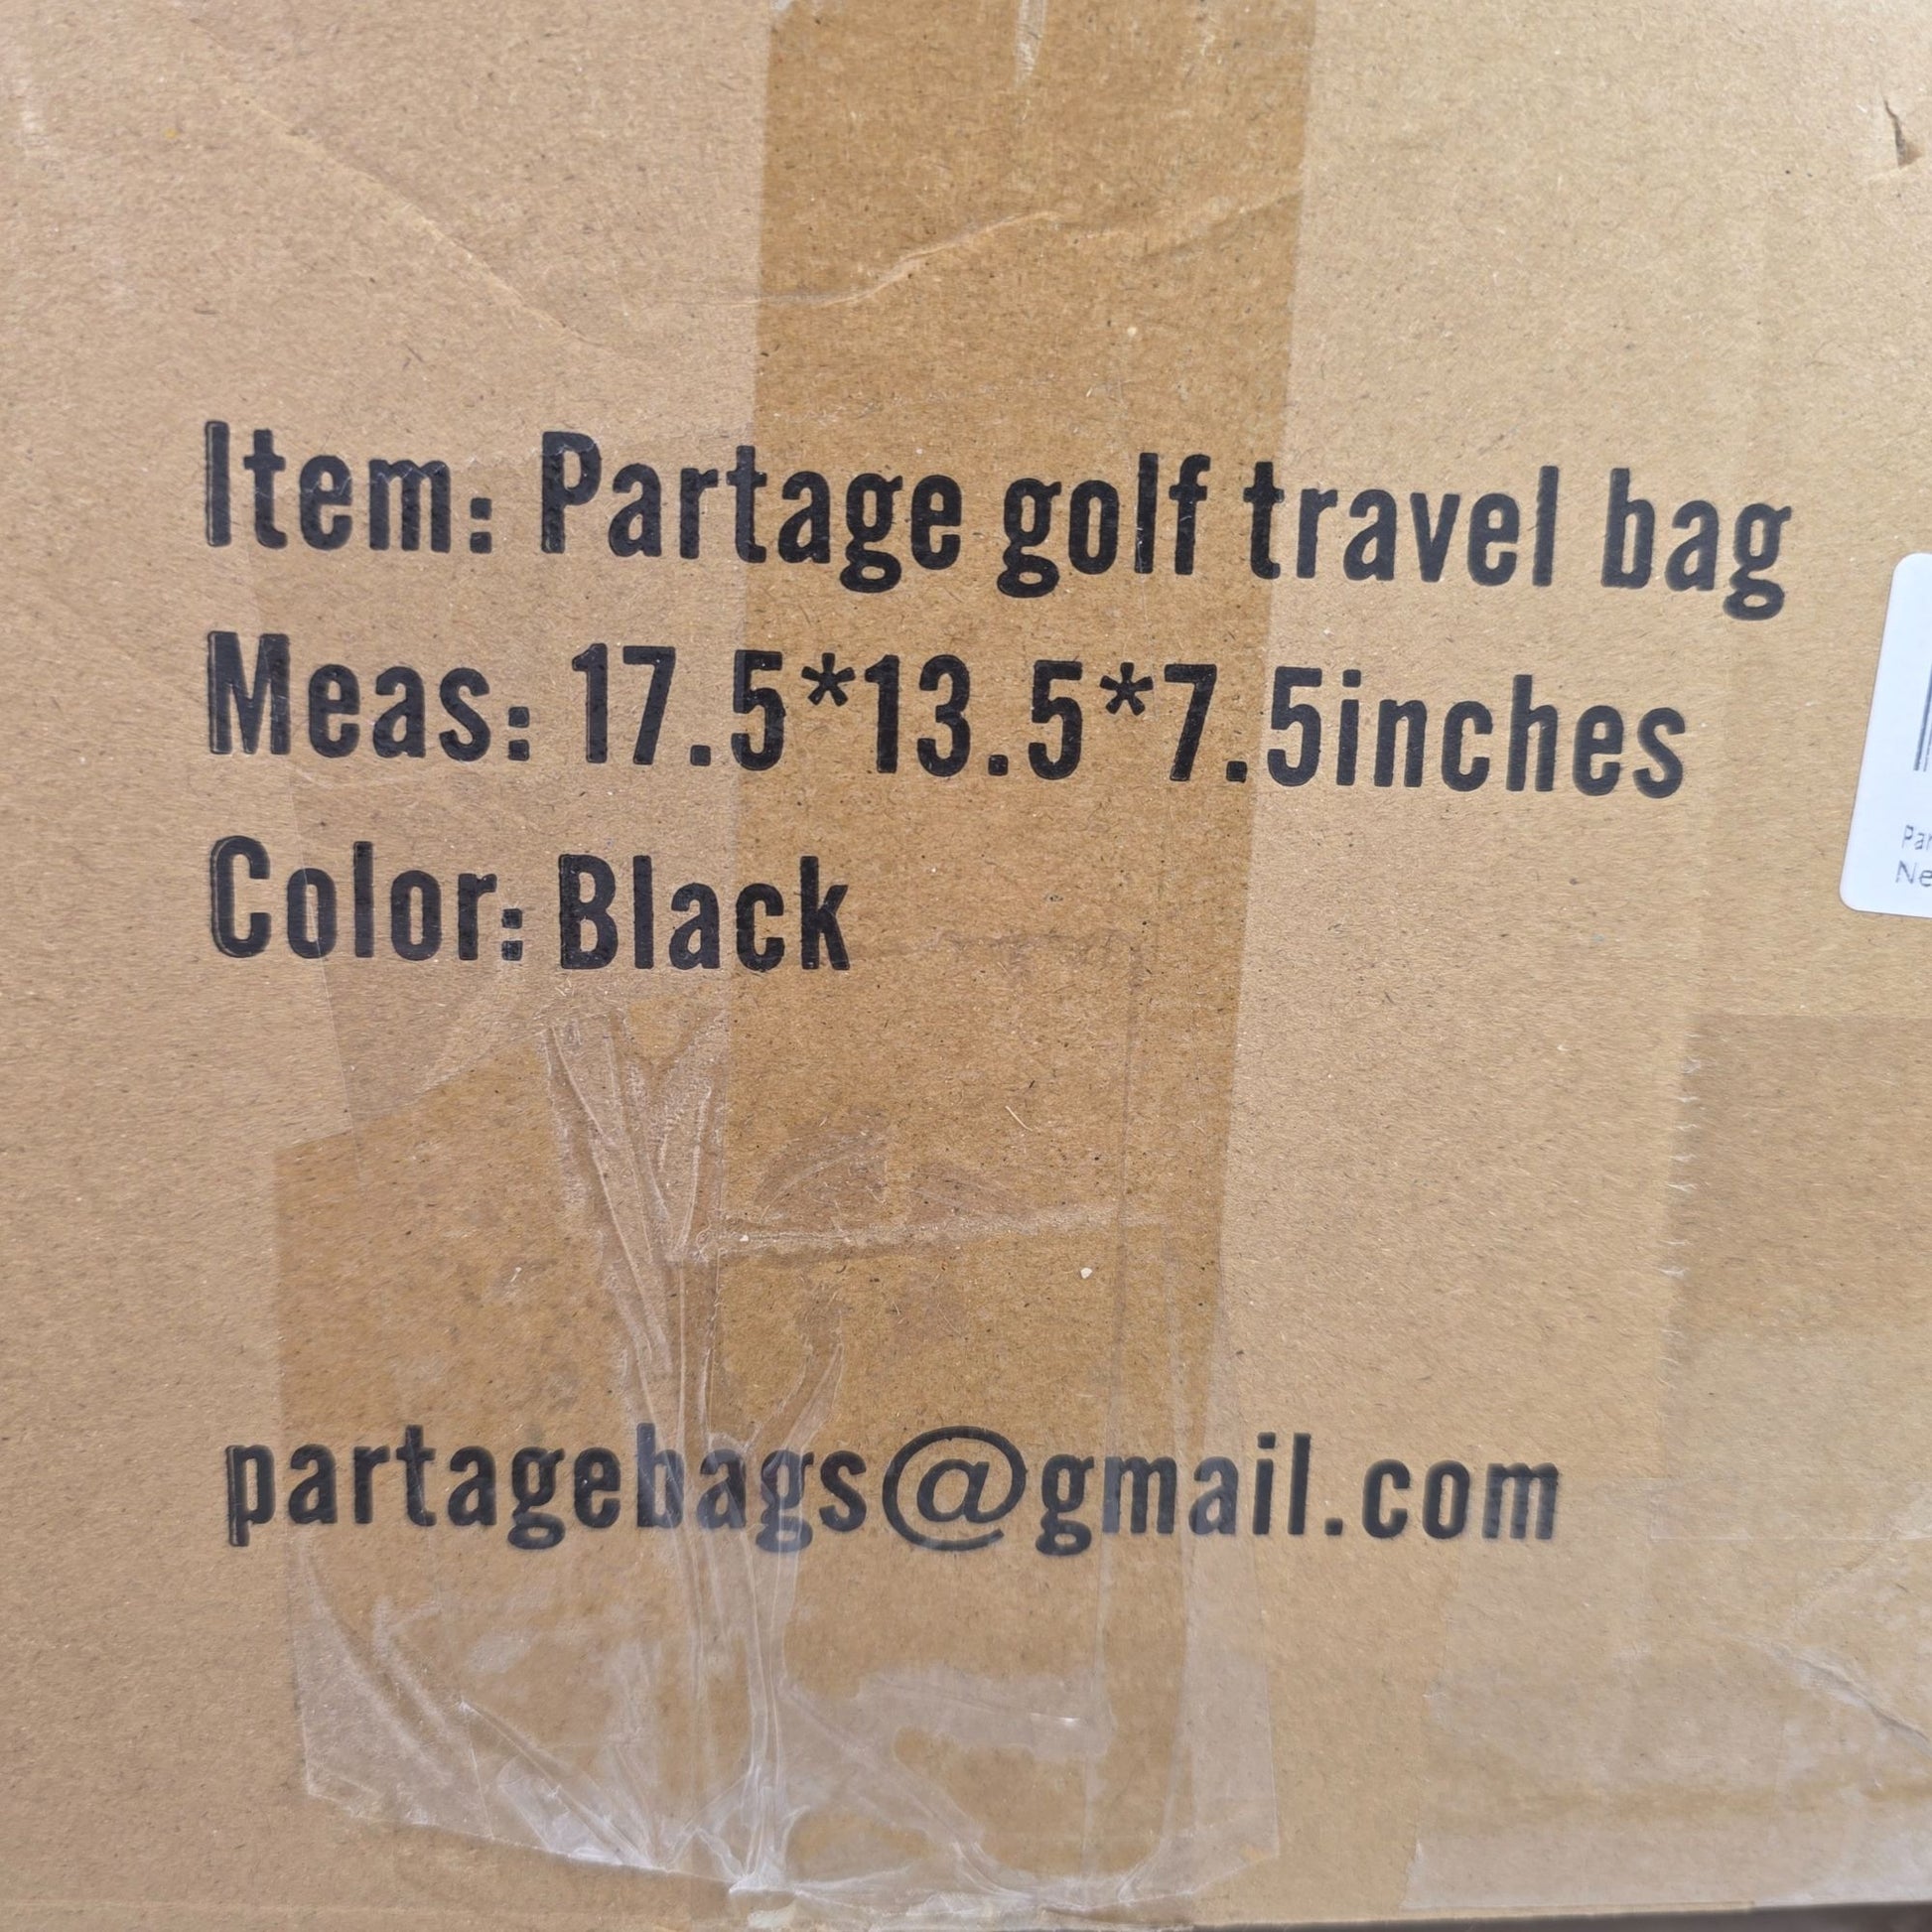 Item: Partage golf travel bag
Meas: 17.5*13.5*7.5inches
Color: Black
partagebags@gmail.com